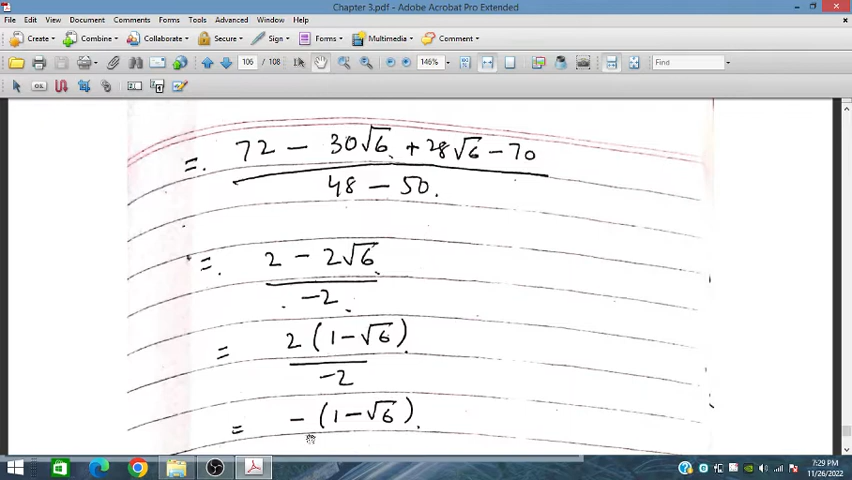 Chapter 3.pdf - Adobe Acrobat Pro Extended
File Edit View Document Comments Forms Tools Advanced Window Help
Create Combine Collaborate Secure Sign Forms Multimedia Comment
106 / 108 146% Find
= 72 - 30√6 + 28√6 - 70
48 - 50.
= 2 - 2√6
-2
= 2 (1-√6)
-2
= - (1-√6).
7:29 PM
11/26/2022